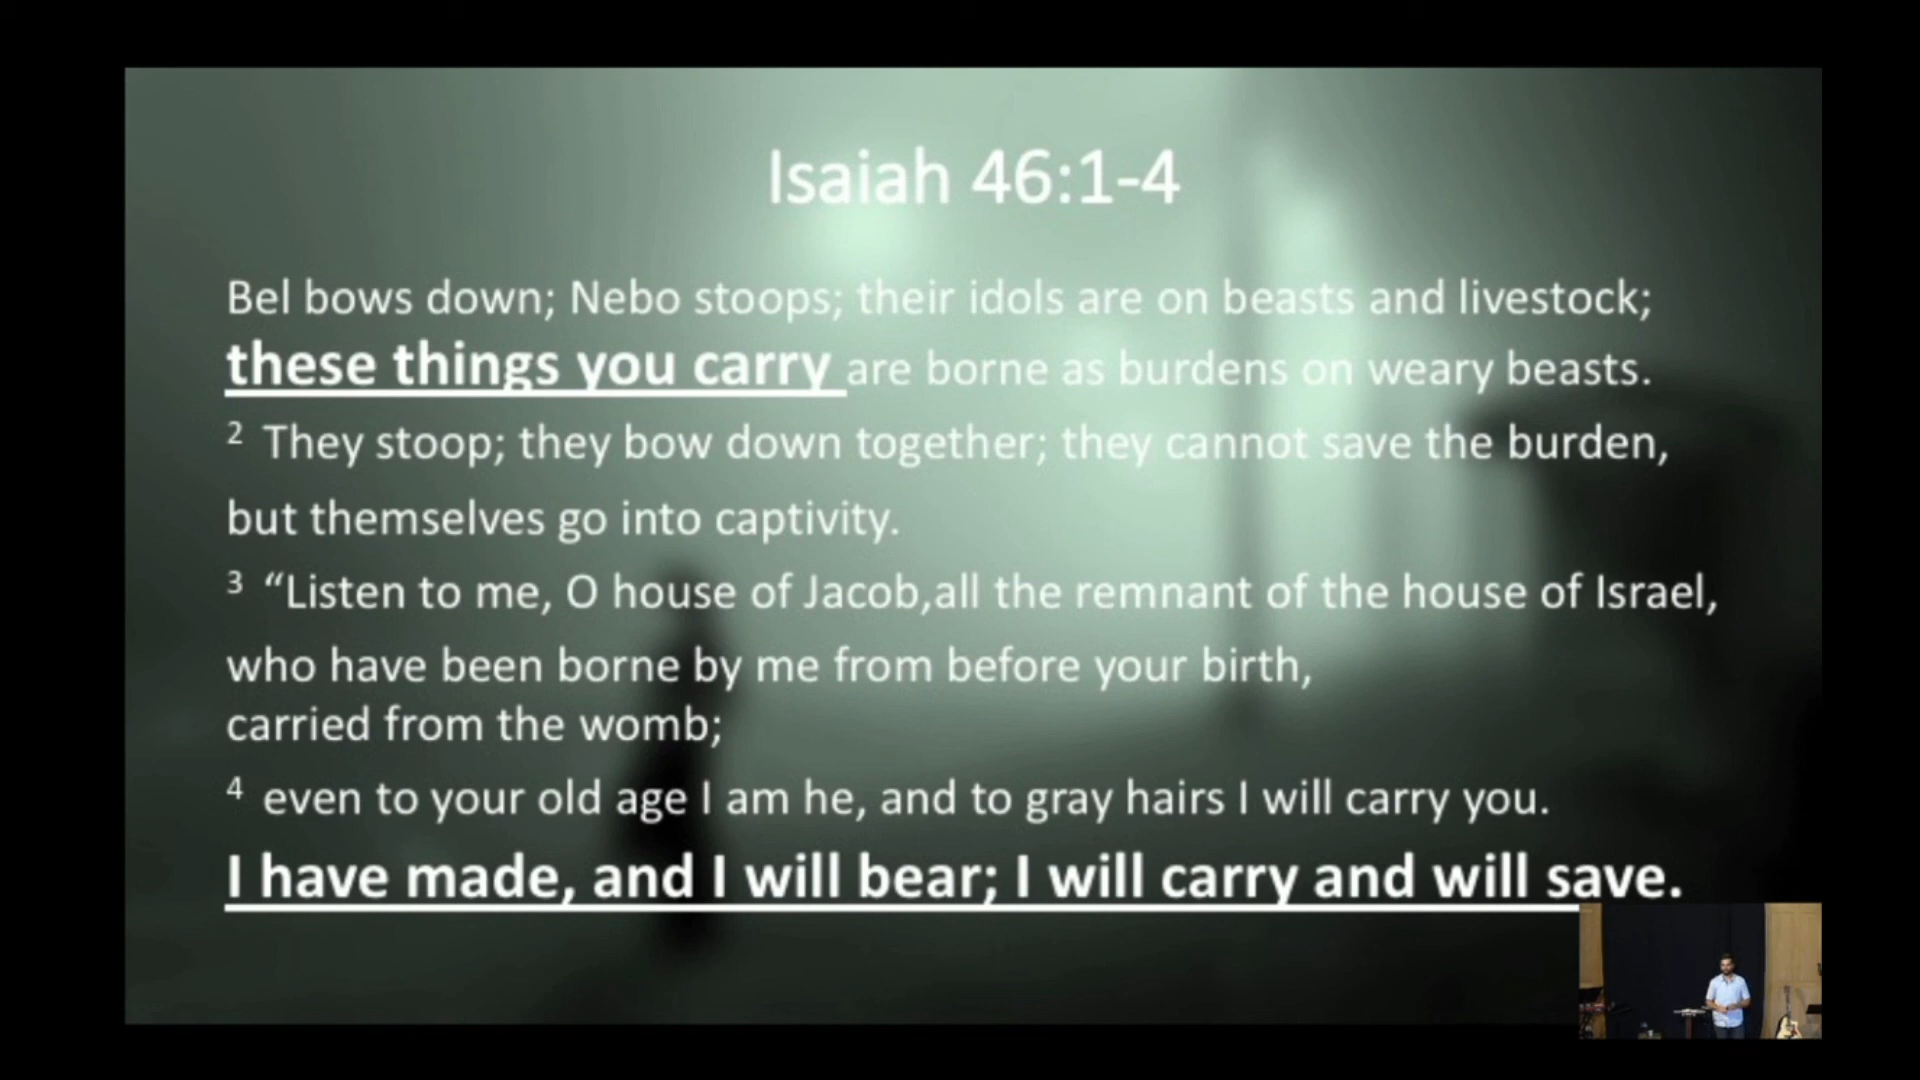 Isaiah 46:1-4
Bel bows down; Nebo stoops; their idols are on beasts and livestock;
these things you carry are borne as burdens on weary beasts.
2 They stoop; they bow down together; they cannot save the burden,
but themselves go into captivity.
3 “Listen to me, O house of Jacob,all the remnant of the house of Israel,
who have been borne by me from before your birth,
carried from the womb;
4 even to your old age I am he, and to gray hairs I will carry you.
I have made, and I will bear; I will carry and will save.